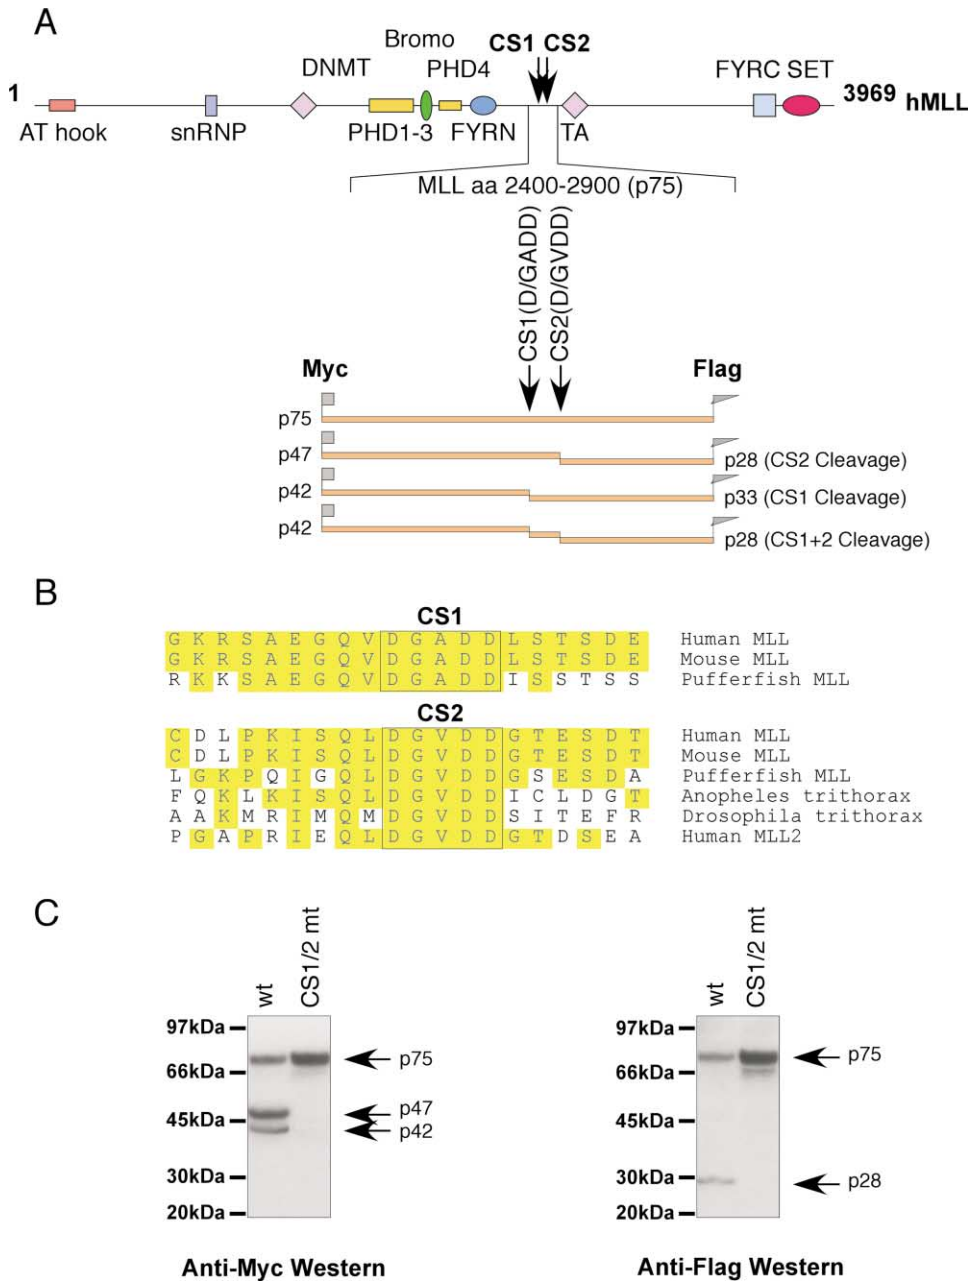 A
Bromo
CS1 CS2
DNMT
PHD4
FYRC SET
1
3969 hMLL
AT hook
snRNP
PHD1-3
FYRN
TA
MLL aa 2400-2900 (p75)
CS1(D/GADD)
CS2(D/GVDD)
Myc
Flag
p75
p47
p28 (CS2 Cleavage)
p42
p33 (CS1 Cleavage)
p42
p28 (CS1+2 Cleavage)
B
CS1
G K R S A E G Q V D G A D D L S T S D E Human MLL
G K R S A E G Q V D G A D D L S T S D E Mouse MLL
R K K S A E G Q V D G A D D I S S T S S Pufferfish MLL
CS2
C D L P K I S Q L D G V D D G T E S D T Human MLL
C D L P K I S Q L D G V D D G T E S D T Mouse MLL
L G K P Q I G Q L D G V D D G S E S D A Pufferfish MLL
F Q K L K I S Q L D G V D D I C L D G T Anopheles trithorax
A A K M R I M Q M D G V D D S I T E F R Drosophila trithorax
P G A P R I E Q L D G V D D G T D S E A Human MLL2
C
wt
CS1/2 mt
97kDa
66kDa
45kDa
30kDa
20kDa
p75
p47
p42
Anti-Myc Western
wt
CS1/2 mt
97kDa
66kDa
45kDa
30kDa
20kDa
p75
p28
Anti-Flag Western